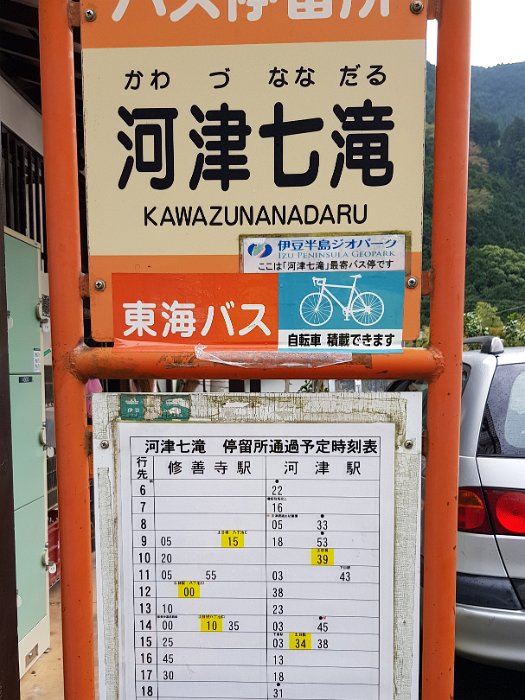 バス停留所
かわ づ なな だる
河津七滝
KAWAZUNANADARU
伊豆半島ジオパーク
IZU PENINSULA GEOPARK
ここは「河津七滝」最寄バス停です
東海バス
自転車 積載できます
河津七滝 停留所通過予定時刻表
行先 修善寺駅 河津駅
6 22
7 16
8 05 33
9 05 15 18 53
10 20 39
11 05 55 03 43
12 00 38
13 10 23
14 00 10 35 03 45
15 25 03 34 38
16 45 13
17 30 18
18 31